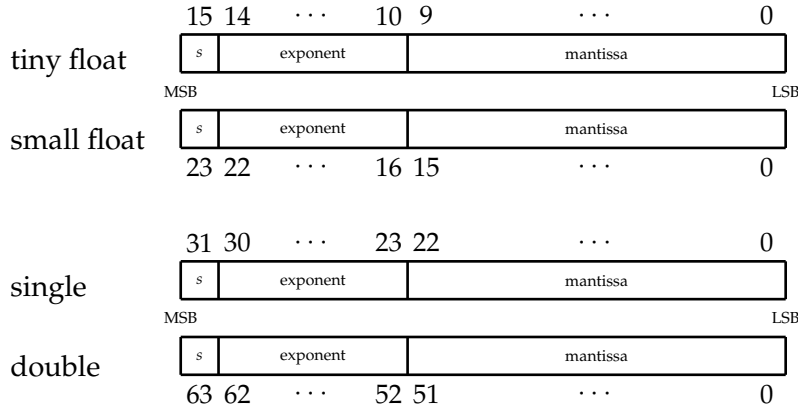 15 14 · · · 10 9 · · · 0
tiny float s exponent mantissa
MSB LSB
small float s exponent mantissa
23 22 · · · 16 15 · · · 0
31 30 · · · 23 22 · · · 0
single s exponent mantissa
MSB LSB
double s exponent mantissa
63 62 · · · 52 51 · · · 0